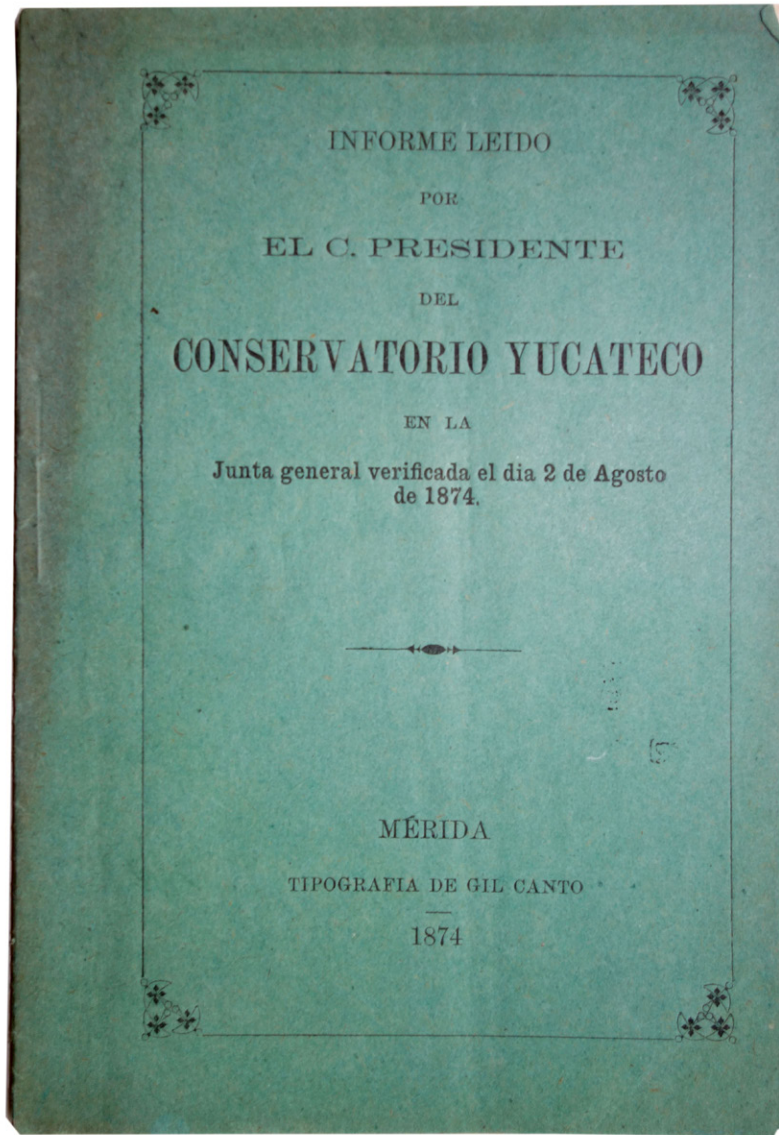 INFORME LEIDO
POR
EL C. PRESIDENTE
DEL
CONSERVATORIO YUCATECO
EN LA
Junta general verificada el dia 2 de Agosto
de 1874.
MÉRIDA
TIPOGRAFIA DE GIL CANTO
1874